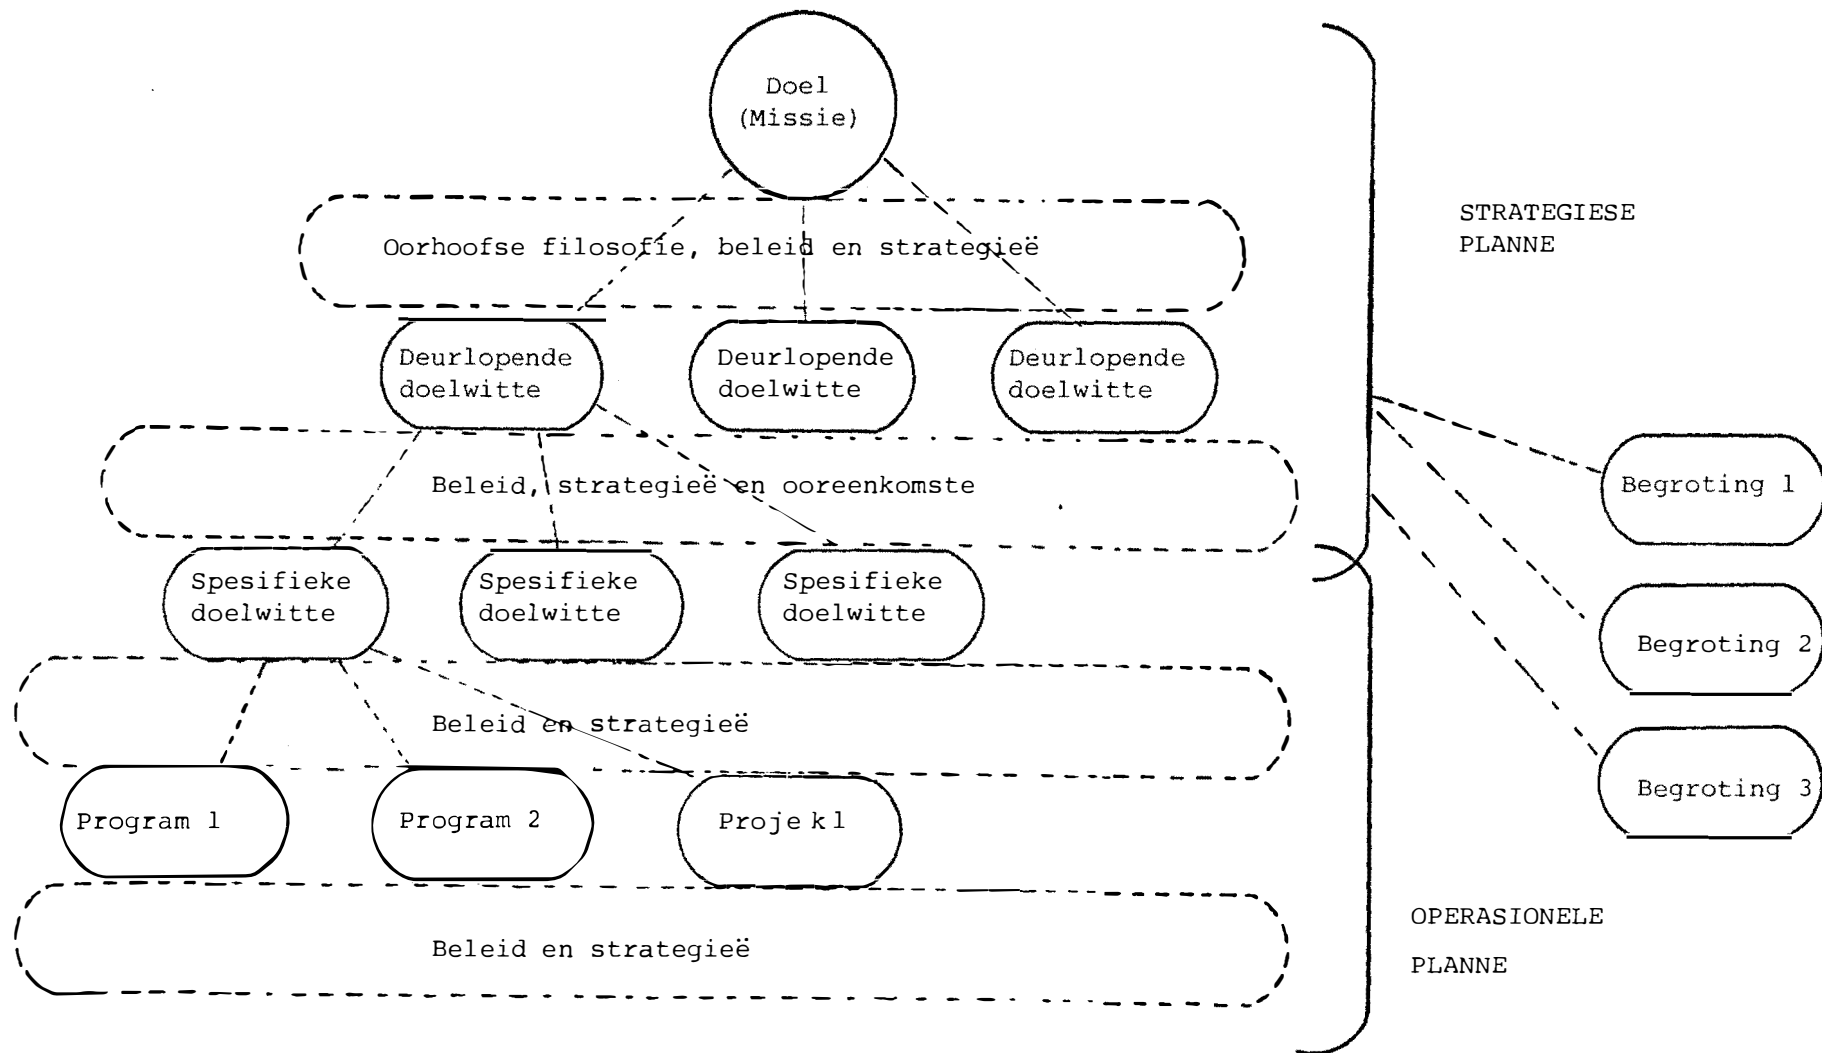 Doel
(Missie)
STRATEGIESE
PLANNE
Oorhoofse filosofie, beleid en strategieë
Deurlopende
doelwitte
Deurlopende
doelwitte
Deurlopende
doelwitte
Beleid, strategieë en ooreenkomste
Begroting 1
Spesifieke
doelwitte
Spesifieke
doelwitte
Spesifieke
doelwitte
Begroting 2
Beleid en strategieë
Begroting 3
Program 1
Program 2
Projek1
OPERASIONELE
PLANNE
Beleid en strategieë